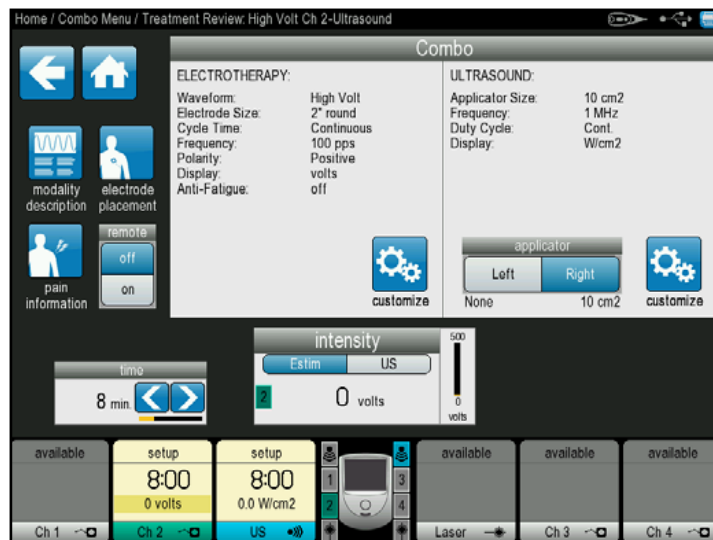 Home / Combo Menu / Treatment Review: High Volt Ch 2-Ultrasound
Combo
ELECTROTHERAPY:
Waveform: High Volt
Electrode Size: 2" round
Cycle Time: Continuous
Frequency: 100 pps
Polarity: Positive
Display: volts
Anti-Fatigue: off
customize
ULTRASOUND:
Applicator Size: 10 cm2
Frequency: 1 MHz
Duty Cycle: Cont.
Display: W/cm2
applicator
Left Right
None 10 cm2
customize
modality description
electrode placement
pain information
remote
off
on
time
8 min.
intensity
Estim US
2 0 volts
500
0
volts
available
Ch 1
setup
8:00
0 volts
Ch 2
setup
8:00
0.0 W/cm2
US
1 3
2 4
available
Laser
available
Ch 3
available
Ch 4